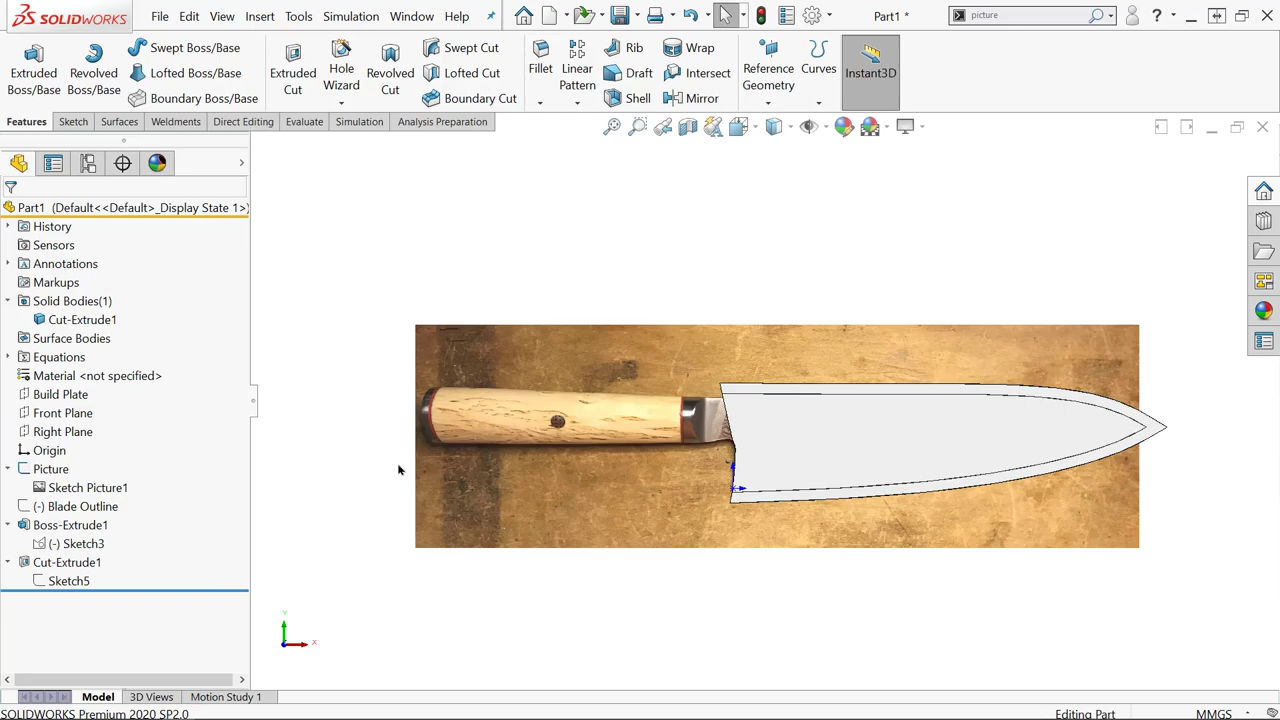 SOLIDWORKS File Edit View Insert Tools Simulation Window Help Part1 * picture ?
Extruded Boss/Base
Revolved Boss/Base
Swept Boss/Base
Lofted Boss/Base
Boundary Boss/Base
Extruded Cut
Hole Wizard
Revolved Cut
Swept Cut
Lofted Cut
Boundary Cut
Fillet
Linear Pattern
Rib
Draft
Shell
Wrap
Intersect
Mirror
Reference Geometry
Curves
Instant3D
Features Sketch Surfaces Weldments Direct Editing Evaluate Simulation Analysis Preparation
Part1 (Default<<Default>_Display State 1>)
History
Sensors
Annotations
Markups
Solid Bodies(1)
Cut-Extrude1
Surface Bodies
Equations
Material <not specified>
Build Plate
Front Plane
Right Plane
Origin
Picture
Sketch Picture1
(-) Blade Outline
Boss-Extrude1
(-) Sketch3
Cut-Extrude1
Sketch5
Y
X
Model 3D Views Motion Study 1
SOLIDWORKS Premium 2020 SP2.0 Editing Part MMGS